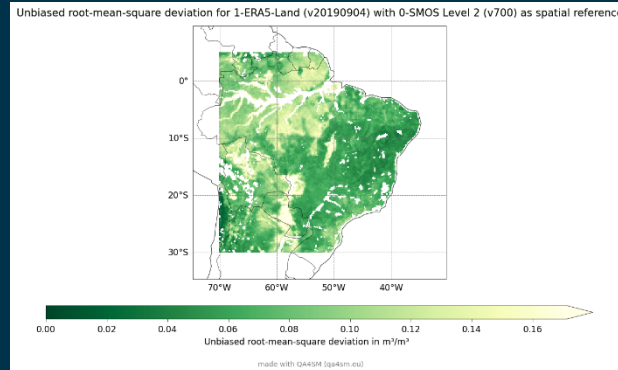 Unbiased root-mean-square deviation for 1-ERA5-Land (v20190904) with 0-SMOS Level 2 (v700) as spatial reference
0°
10°S
20°S
30°S
70°W 60°W 50°W 40°W
0.00 0.02 0.04 0.06 0.08 0.10 0.12 0.14 0.16
Unbiased root-mean-square deviation in m³/m³
made with QA4SM (qa4sm.eu)